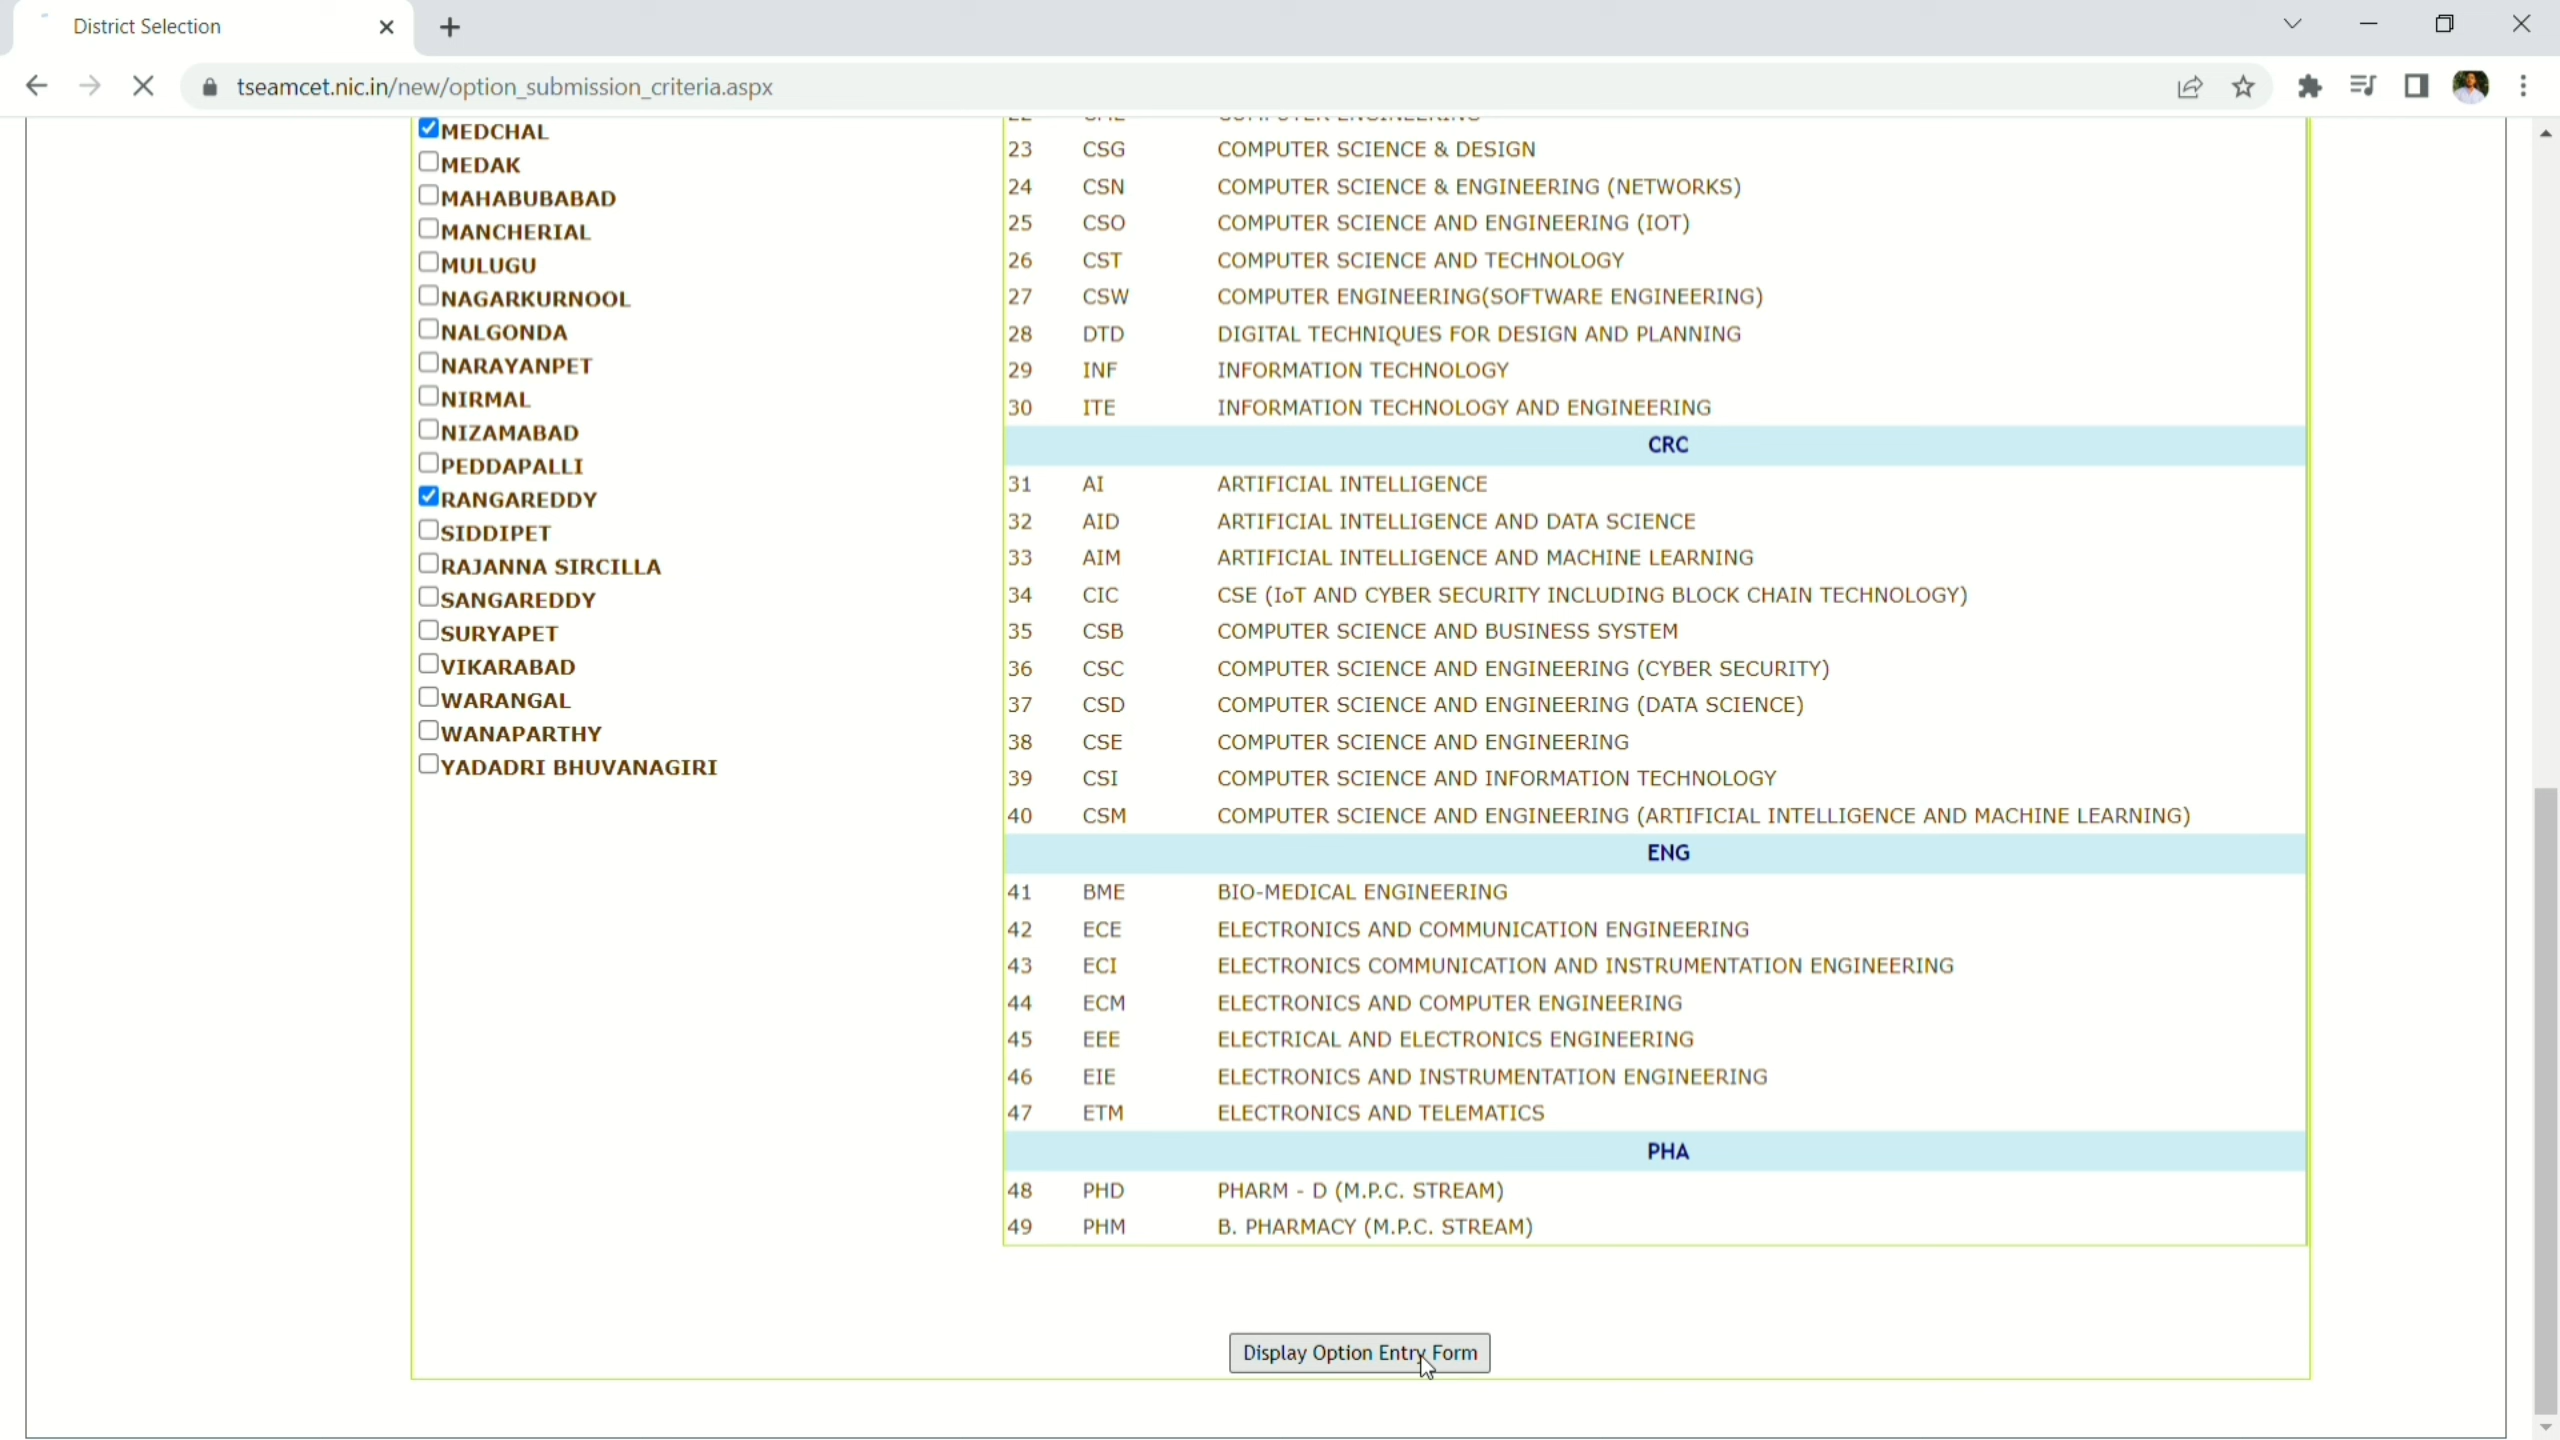 District Selection
tseamcet.nic.in/new/option_submission_criteria.aspx
MEDCHAL
MEDAK
MAHABUBABAD
MANCHERIAL
MULUGU
NAGARKURNOOL
NALGONDA
NARAYANPET
NIRMAL
NIZAMABAD
PEDDAPALLI
RANGAREDDY
SIDDIPET
RAJANNA SIRCILLA
SANGAREDDY
SURYAPET
VIKARABAD
WARANGAL
WANAPARTHY
YADADRI BHUVANAGIRI
23 CSG COMPUTER SCIENCE & DESIGN
24 CSN COMPUTER SCIENCE & ENGINEERING (NETWORKS)
25 CSO COMPUTER SCIENCE AND ENGINEERING (IOT)
26 CST COMPUTER SCIENCE AND TECHNOLOGY
27 CSW COMPUTER ENGINEERING(SOFTWARE ENGINEERING)
28 DTD DIGITAL TECHNIQUES FOR DESIGN AND PLANNING
29 INF INFORMATION TECHNOLOGY
30 ITE INFORMATION TECHNOLOGY AND ENGINEERING
CRC
31 AI ARTIFICIAL INTELLIGENCE
32 AID ARTIFICIAL INTELLIGENCE AND DATA SCIENCE
33 AIM ARTIFICIAL INTELLIGENCE AND MACHINE LEARNING
34 CIC CSE (IoT AND CYBER SECURITY INCLUDING BLOCK CHAIN TECHNOLOGY)
35 CSB COMPUTER SCIENCE AND BUSINESS SYSTEM
36 CSC COMPUTER SCIENCE AND ENGINEERING (CYBER SECURITY)
37 CSD COMPUTER SCIENCE AND ENGINEERING (DATA SCIENCE)
38 CSE COMPUTER SCIENCE AND ENGINEERING
39 CSI COMPUTER SCIENCE AND INFORMATION TECHNOLOGY
40 CSM COMPUTER SCIENCE AND ENGINEERING (ARTIFICIAL INTELLIGENCE AND MACHINE LEARNING)
ENG
41 BME BIO-MEDICAL ENGINEERING
42 ECE ELECTRONICS AND COMMUNICATION ENGINEERING
43 ECI ELECTRONICS COMMUNICATION AND INSTRUMENTATION ENGINEERING
44 ECM ELECTRONICS AND COMPUTER ENGINEERING
45 EEE ELECTRICAL AND ELECTRONICS ENGINEERING
46 EIE ELECTRONICS AND INSTRUMENTATION ENGINEERING
47 ETM ELECTRONICS AND TELEMATICS
PHA
48 PHD PHARM - D (M.P.C. STREAM)
49 PHM B. PHARMACY (M.P.C. STREAM)
Display Option Entry Form